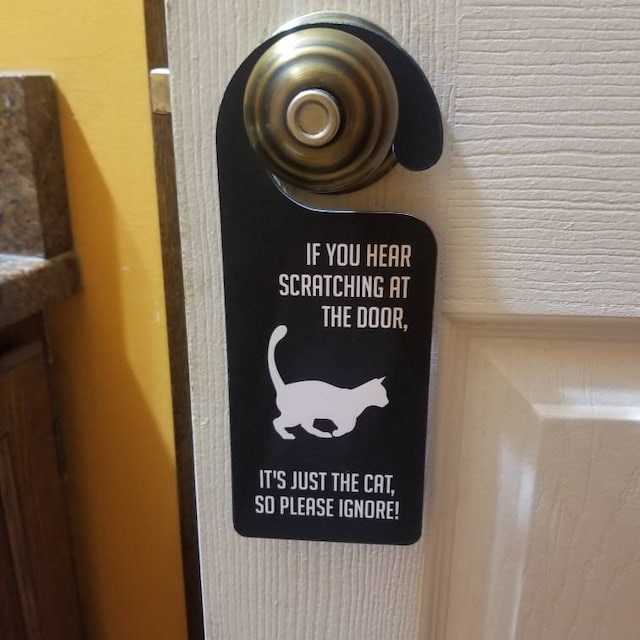 IF YOU HEAR
SCRATCHING AT
THE DOOR,
IT'S JUST THE CAT,
SO PLEASE IGNORE!